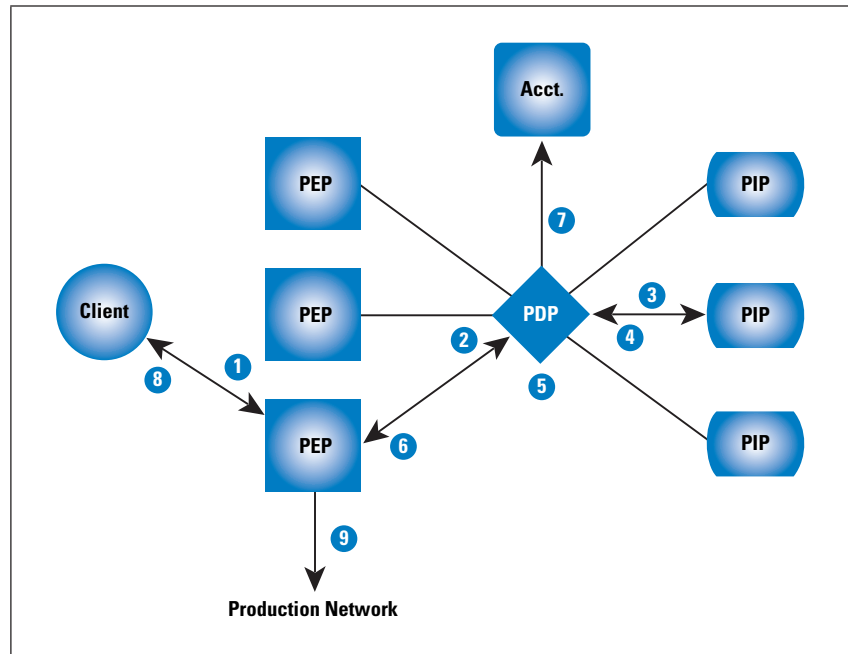 Acct.
PEP
PIP
7
Client
PEP
PDP
3
PIP
4
2
1
8
5
PEP
6
PIP
9
Production Network